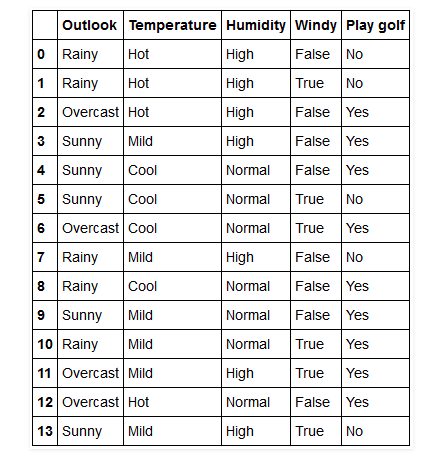 Outlook Temperature Humidity Windy Play golf
0 Rainy Hot High False No
1 Rainy Hot High True No
2 Overcast Hot High False Yes
3 Sunny Mild High False Yes
4 Sunny Cool Normal False Yes
5 Sunny Cool Normal True No
6 Overcast Cool Normal True Yes
7 Rainy Mild High False No
8 Rainy Cool Normal False Yes
9 Sunny Mild Normal False Yes
10 Rainy Mild Normal True Yes
11 Overcast Mild High True Yes
12 Overcast Hot Normal False Yes
13 Sunny Mild High True No